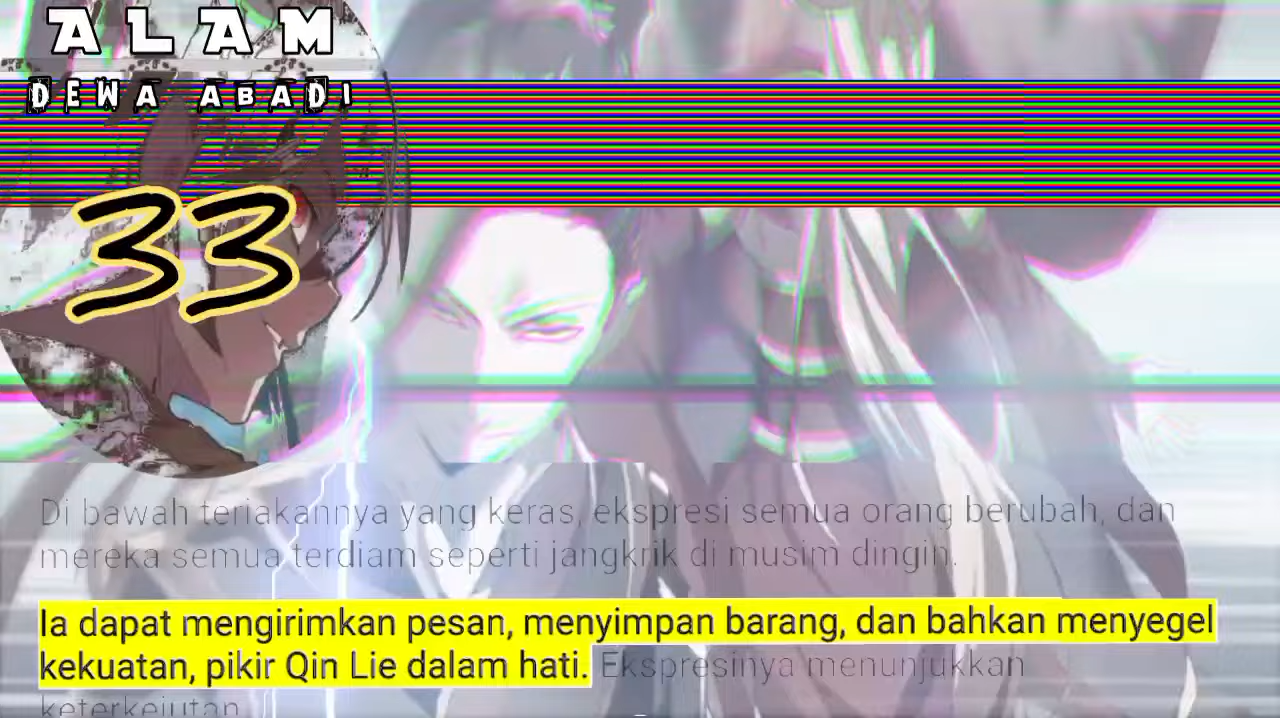 ALAM
DEWA ABADI
33
Di bawah teriakannya yang keras, ekspresi semua orang berubah, dan
mereka semua terdiam seperti jangkrik di musim dingin.
Ia dapat mengirimkan pesan, menyimpan barang, dan bahkan menyegel
kekuatan, pikir Qin Lie dalam hati. Ekspresinya menunjukkan
keterkejutan